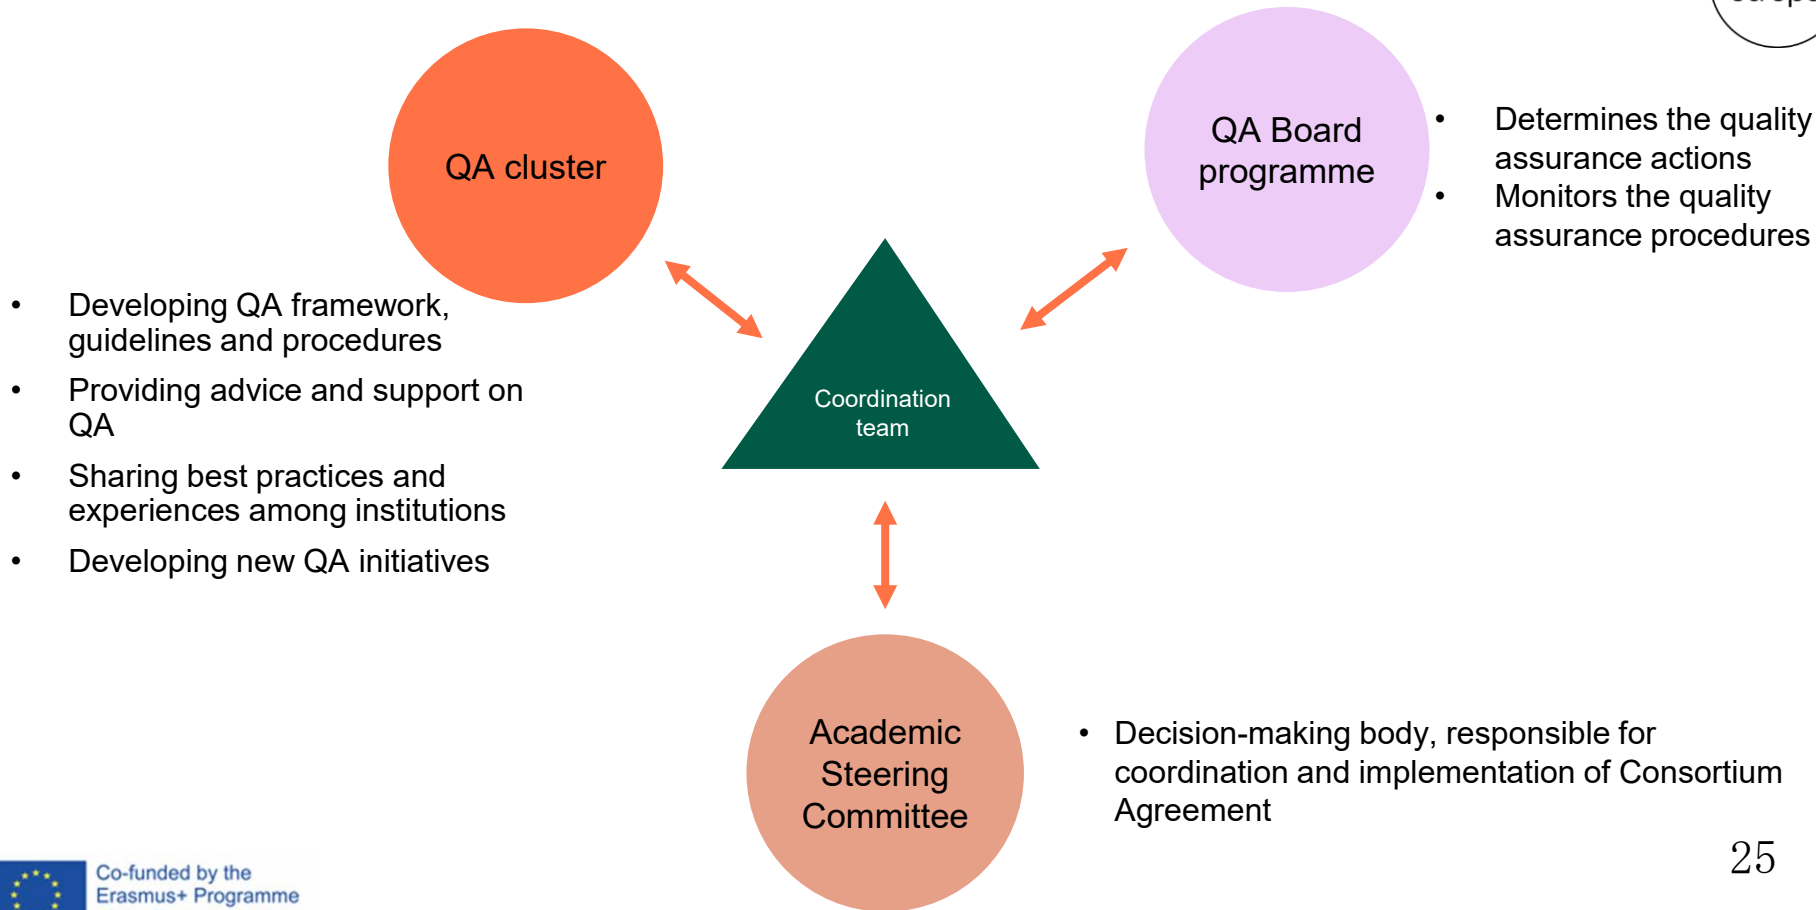 QA cluster
• Developing QA framework,
guidelines and procedures
• Providing advice and support on
QA
• Sharing best practices and
experiences among institutions
• Developing new QA initiatives
QA Board
programme
• Determines the quality
assurance actions
• Monitors the quality
assurance procedures
Coordination
team
Academic
Steering
Committee
• Decision-making body, responsible for
coordination and implementation of Consortium
Agreement
Co-funded by the
Erasmus+ Programme
25